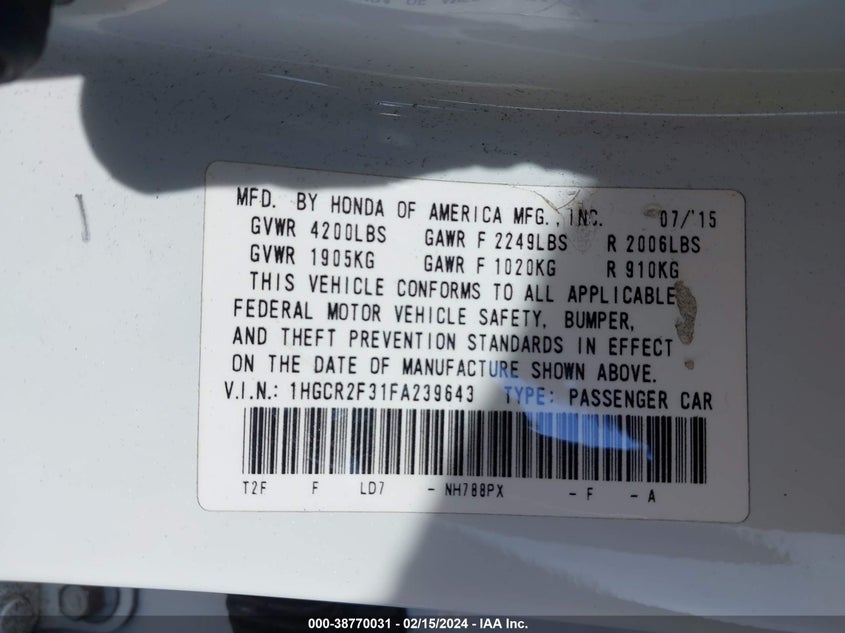 MFD. BY HONDA OF AMERICA MFG., INC. 07/'15
GVWR 4200LBS GAWR F 2249LBS R 2006LBS
GVWR 1905KG GAWR F 1020KG R 910KG
THIS VEHICLE CONFORMS TO ALL APPLICABLE
FEDERAL MOTOR VEHICLE SAFETY, BUMPER,
AND THEFT PREVENTION STANDARDS IN EFFECT
ON THE DATE OF MANUFACTURE SHOWN ABOVE.
V.I.N.: 1HGCR2F31FA239643 TYPE: PASSENGER CAR
T2F F LD7 - NH788PX - F - A
000-38770031 - 02/15/2024 - IAA Inc.